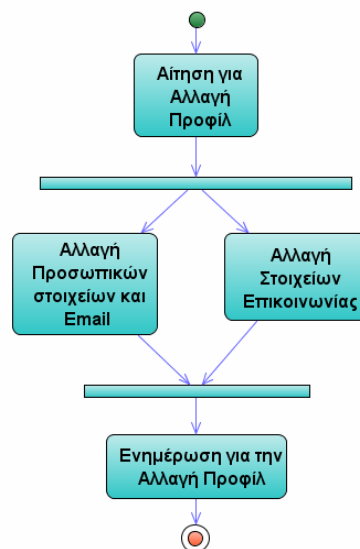 Αίτηση για
Αλλαγή
Προφίλ
Αλλαγή
Προσωπικών
στοιχείων και
Email
Αλλαγή
Στοιχείων
Επικοινωνίας
Ενημέρωση για την
Αλλαγή Προφίλ